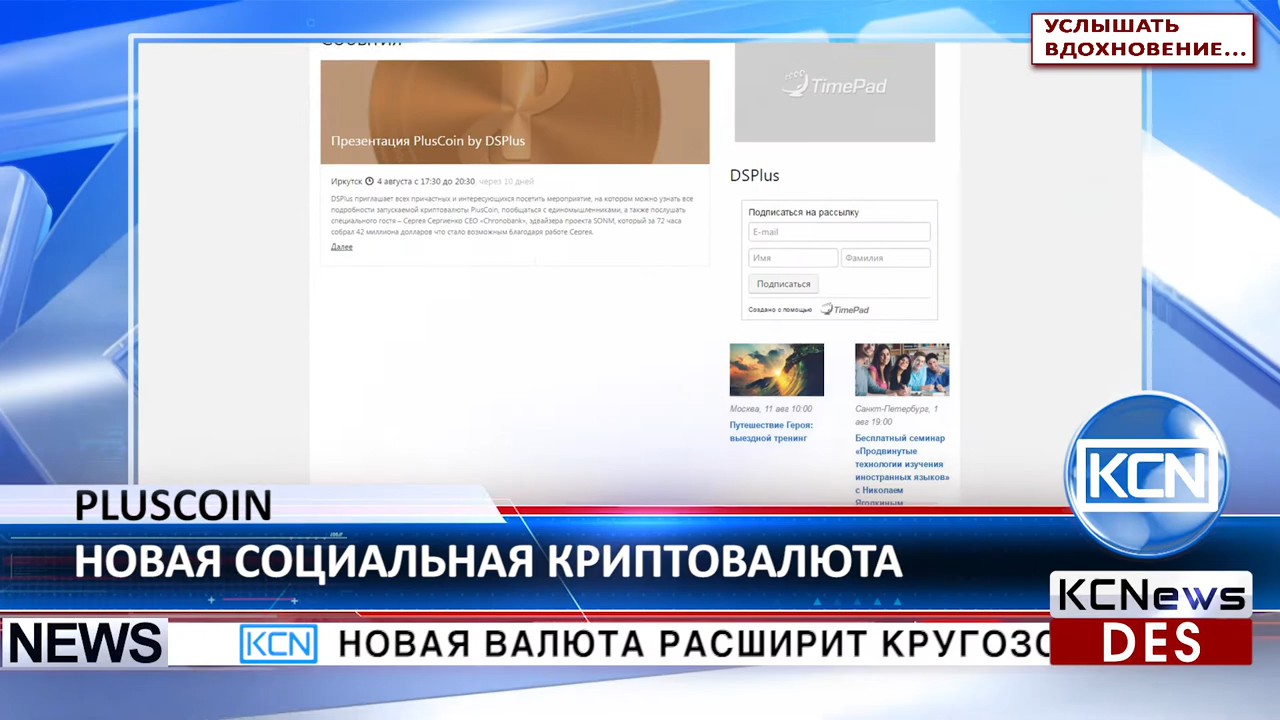 УСЛЫШАТЬ
ВДОХНОВЕНИЕ...
События
TimePad
Презентация PlusCoin by DSPlus
Иркутск 4 августа с 17:30 до 20:30 через 10 дней
DSPlus приглашает всех причастных и интересующихся посетить мероприятие, на котором можно узнать все
подробности запускаемой криптовалюты PlusCoin, пообщаться с единомышленниками, а также послушать
специального гостя – Сергея Сергиенко CEO «Chronobank», эдвайзера проекта SONM, который за 72 часа
собрал 42 миллиона долларов что стало возможным благодаря работе Сергея.
Далее
DSPlus
Подписаться на рассылку
E-mail
Имя Фамилия
Подписаться
Создано с помощью TimePad
Москва, 11 авг 10:00
Путешествие Героя:
выездной тренинг
Санкт-Петербург, 1
авг 19:00
Бесплатный семинар
«Продвинутые
технологии изучения
иностранных языков»
с Николаем
Ягодкиным
KCN
PLUSCOIN
НОВАЯ СОЦИАЛЬНАЯ КРИПТОВАЛЮТА
KCNews
DES
NEWS
KCN НОВАЯ ВАЛЮТА РАСШИРИТ КРУГОЗО